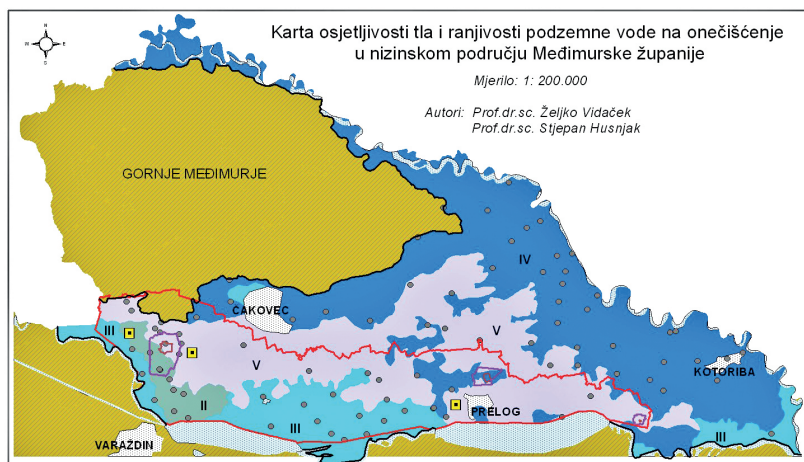 Karta osjetljivosti tla i ranjivosti podzemne vode na onečišćenje
u nizinskom području Međimurske županije
Mjerilo: 1: 200.000
Autori: Prof.dr.sc. Željko Vidaček
Prof.dr.sc. Stjepan Husnjak
N
W
E
S
GORNJE MEĐIMURJE
IV
ČAKOVEC
III
V
V
KOTORIBA
II
PRELOG
III
III
VARAŽDIN